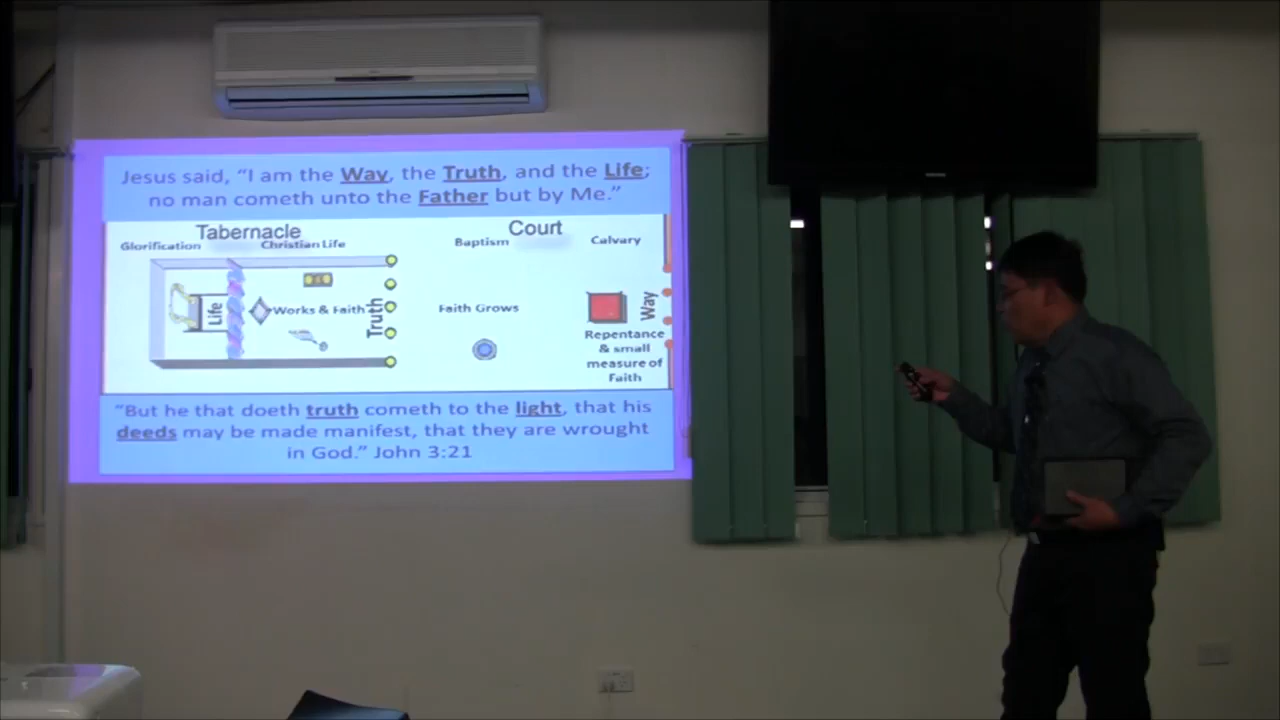 Jesus said, “I am the Way, the Truth, and the Life;
no man cometh unto the Father but by Me.”
Tabernacle
Court
Glorification
Christian Life
Baptism
Calvary
Life
Works & Faith
Truth
Faith Grows
Way
Repentance
& small
measure of
Faith
“But he that doeth truth cometh to the light, that his
deeds may be made manifest, that they are wrought
in God.” John 3:21